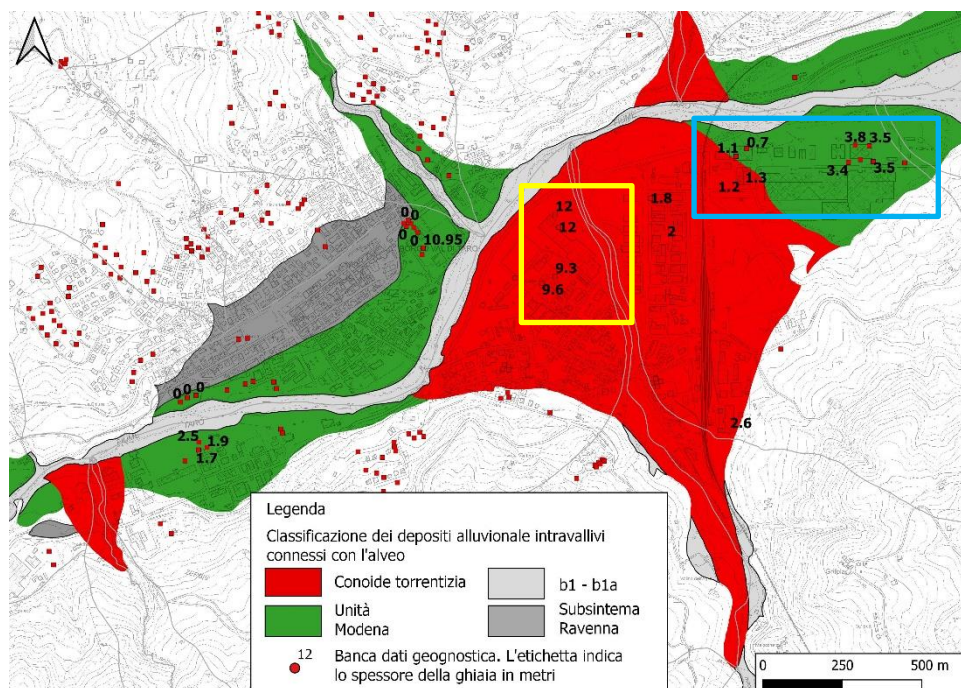 1.1
0.7
3.8
3.5
3.4
3.5
1.2
1.3
12
1.8
12
2
0
0
0
0
10.95
9.3
9.6
0
0
0
2.5
1.9
1.7
2.6
TARO
Legenda
Classificazione dei depositi alluvionale intravallivi
connessi con l'alveo
Conoide torrentizia
b1 - b1a
Unità
Modena
Subsintema
Ravenna
12
Banca dati geognostica. L'etichetta indica
lo spessore della ghiaia in metri
0 250 500 m